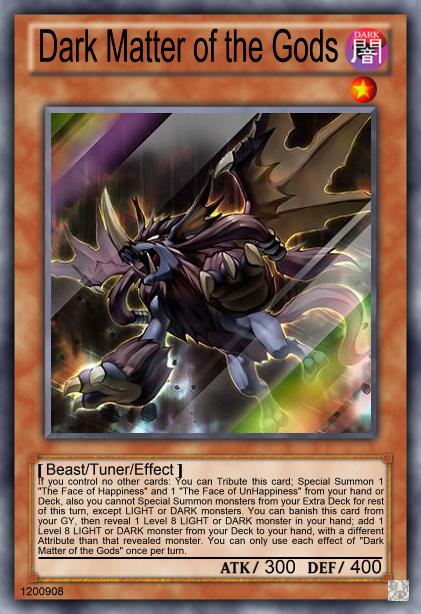 Dark Matter of the Gods
DARK
闇
[ Beast/Tuner/Effect ]
If you control no other cards: You can Tribute this card; Special Summon 1
"The Face of Happiness" and 1 "The Face of UnHappiness" from your hand or
Deck, also you cannot Special Summon monsters from your Extra Deck for rest
of this turn, except LIGHT or DARK monsters. You can banish this card from
your GY, then reveal 1 Level 8 LIGHT or DARK monster in your hand; add 1
Level 8 LIGHT or DARK monster from your Deck to your hand, with a different
Attribute than that revealed monster. You can only use each effect of "Dark
Matter of the Gods" once per turn.
ATK/ 300 DEF/ 400
1200908